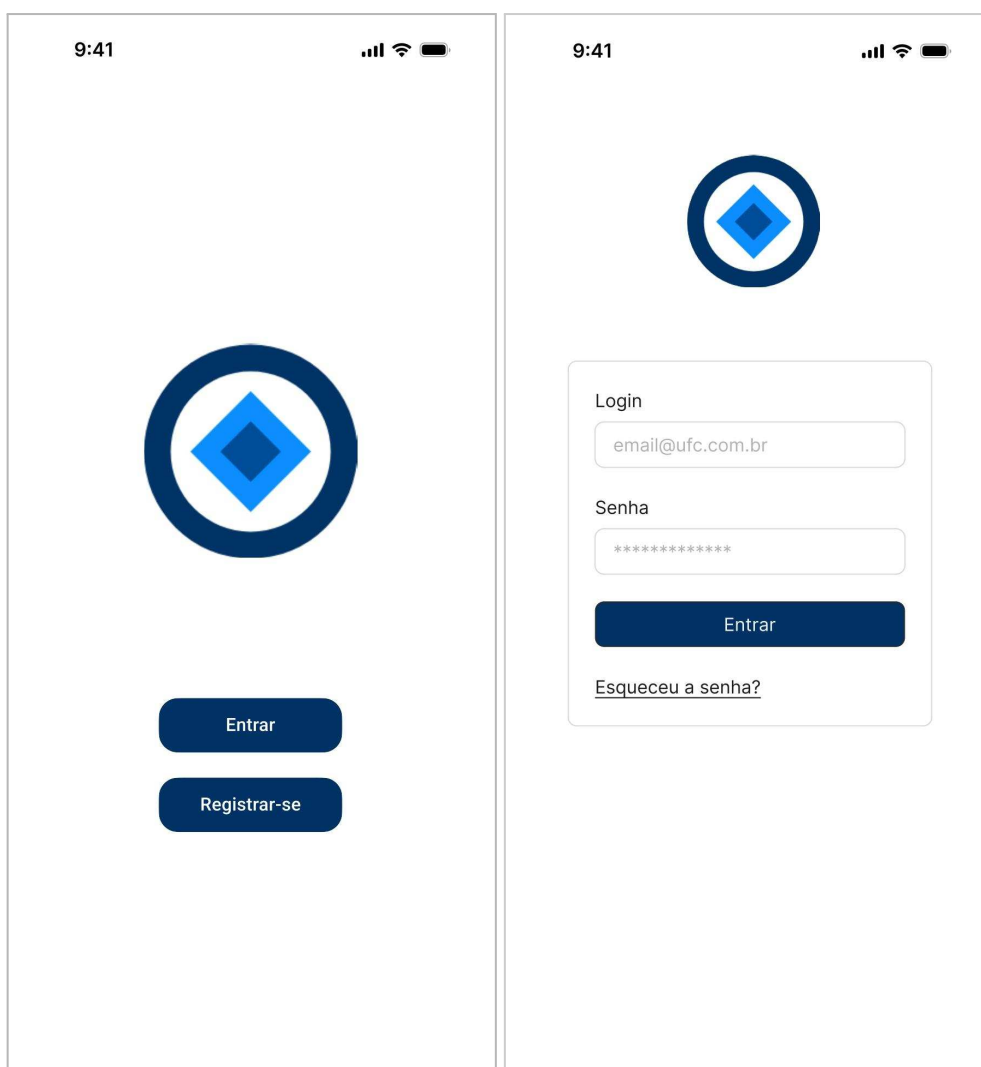 9:41
Entrar
Registrar-se
9:41
Login
email@ufc.com.br
Senha
*************
Entrar
Esqueceu a senha?